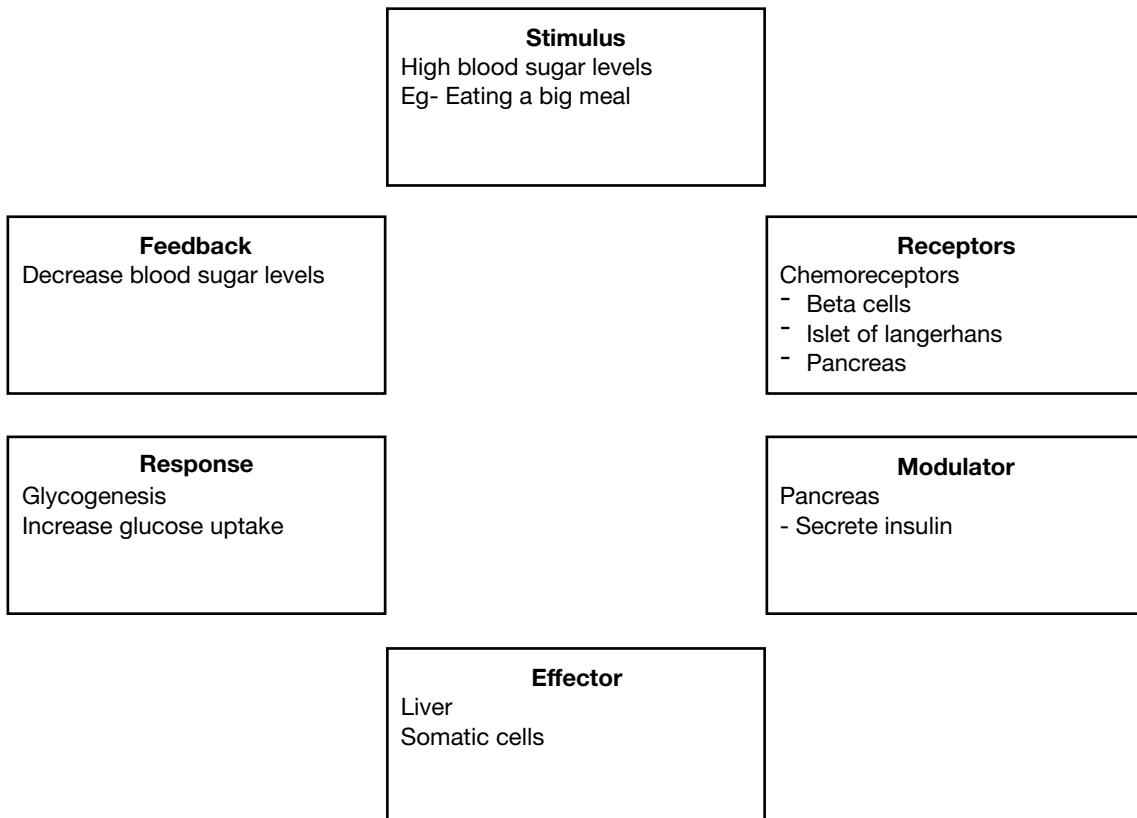 Stimulus
High blood sugar levels
Eg- Eating a big meal
Feedback
Decrease blood sugar levels
Receptors
Chemoreceptors
- Beta cells
- Islet of langerhans
- Pancreas
Response
Glycogenesis
Increase glucose uptake
Modulator
Pancreas
- Secrete insulin
Effector
Liver
Somatic cells